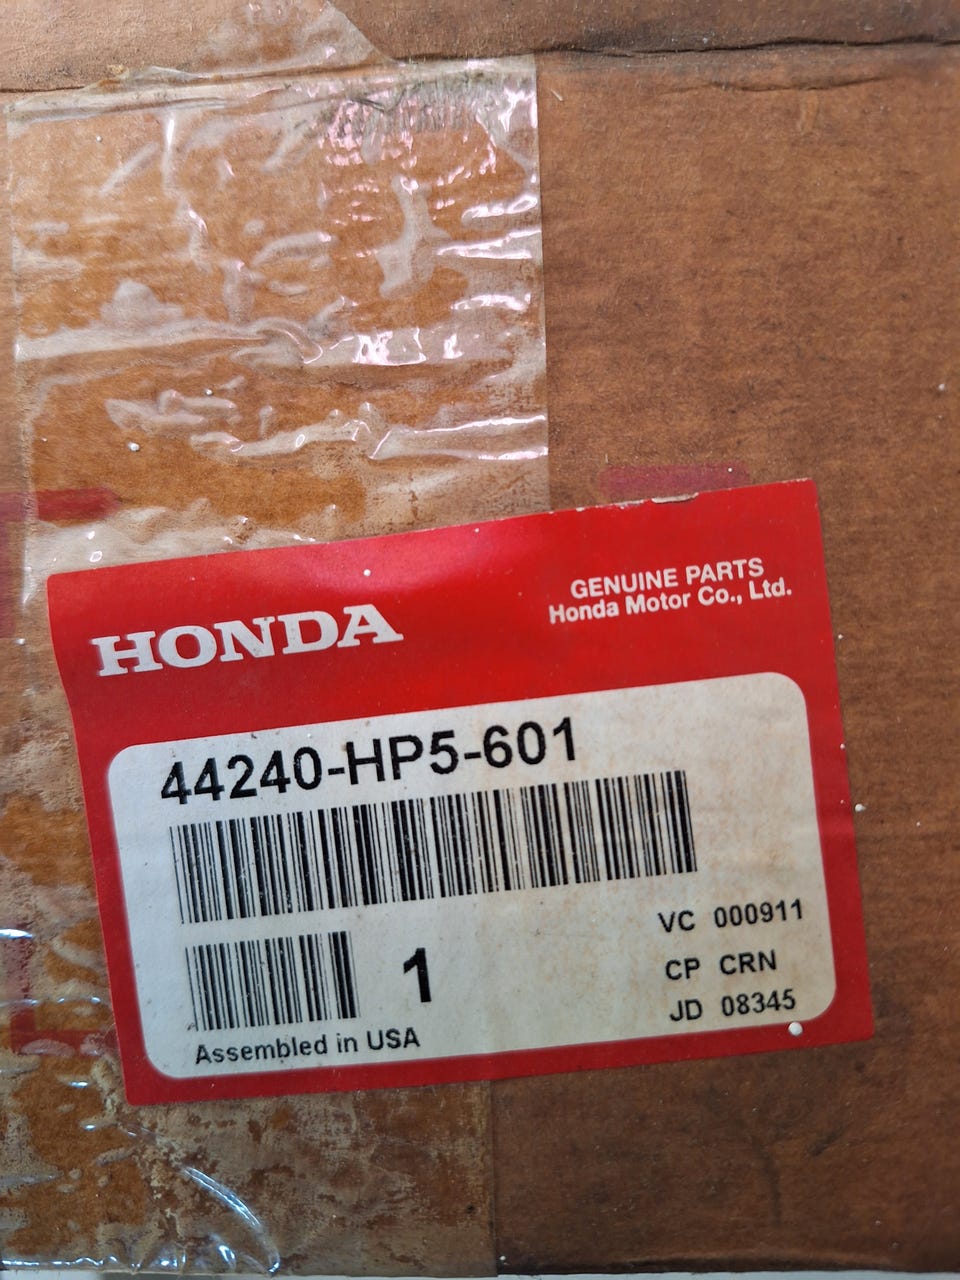 HONDA
GENUINE PARTS
Honda Motor Co., Ltd.
44240-HP5-601
1
VC 000911
CP CRN
JD 08345
Assembled in USA